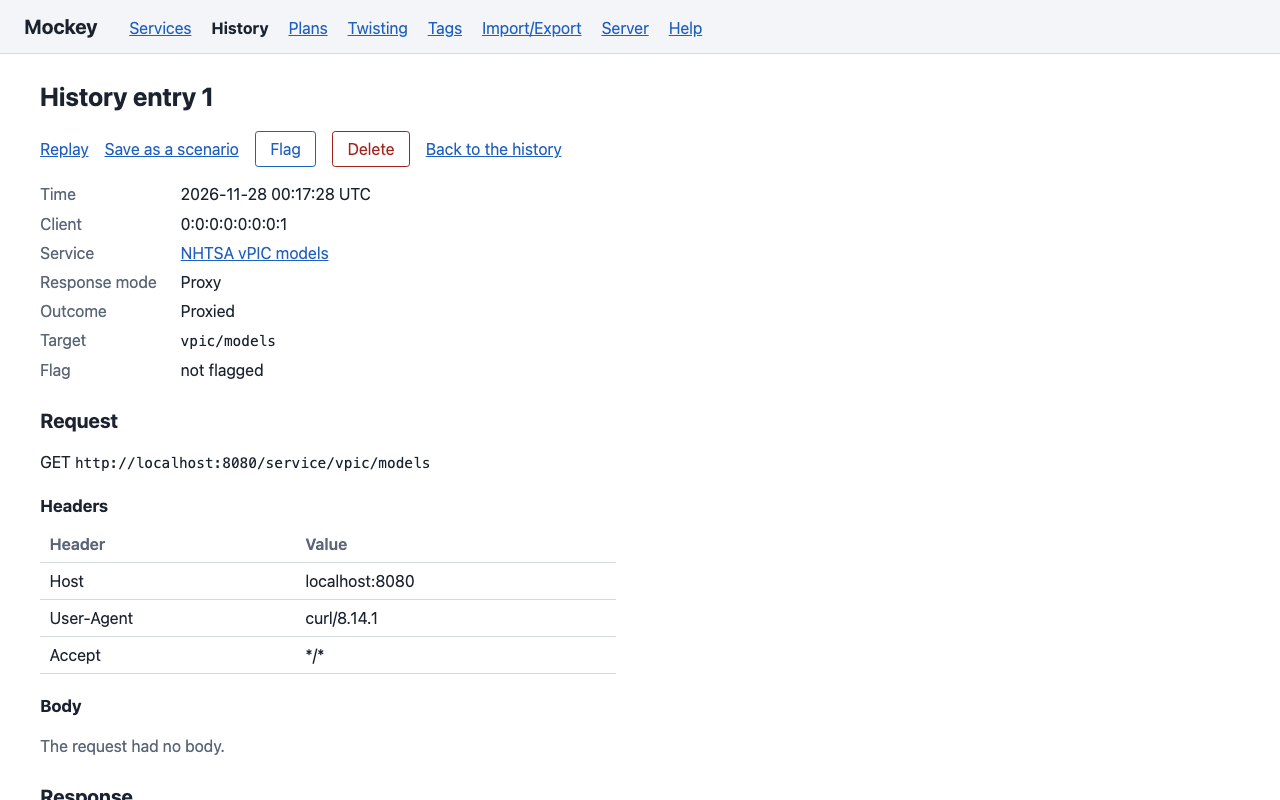 Mockey Services History Plans Twisting Tags Import/Export Server Help
History entry 1
Replay Save as a scenario Flag Delete Back to the history
Time 2026-11-28 00:17:28 UTC
Client 0:0:0:0:0:0:0:1
Service NHTSA vPIC models
Response mode Proxy
Outcome Proxied
Target vpic/models
Flag not flagged
Request
GET http://localhost:8080/service/vpic/models
Headers
Header Value
Host localhost:8080
User-Agent curl/8.14.1
Accept */*
Body
The request had no body.
Response